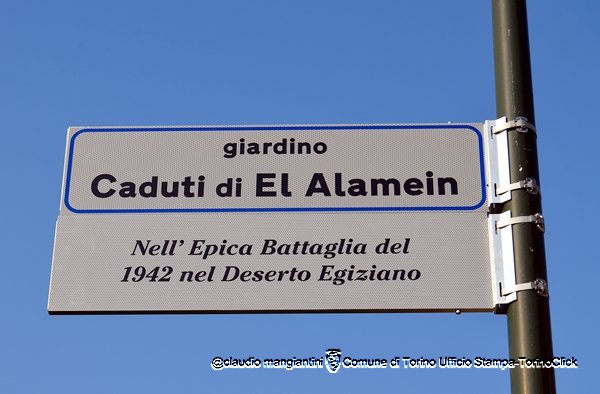 giardino
Caduti di El Alamein
Nell' Epica Battaglia del
1942 nel Deserto Egiziano
@claudio mangiantini Comune di Torino Ufficio Stampa-TorinoClick